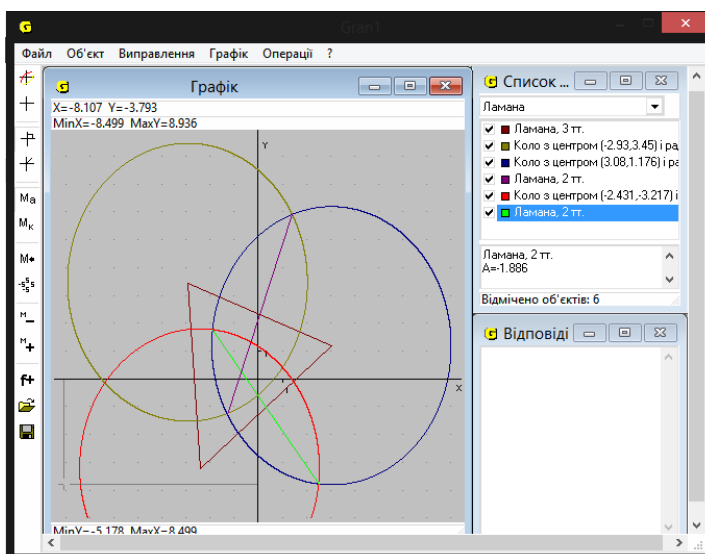 Gran1
Файл Об'єкт Виправлення Графік Операції ?
Графік
X=-8.107 Y=-3.793
MinX=-8.499 MaxY=8.936
Y
1
1
X
MinY=-5.178 MaxX=8.499
Ma
Mк
M*
M
M
f+
Список ...
Ламана
Ламана, 3 тт.
Коло з центром (-2.93,3.45) і ра
Коло з центром (3.08,1.176) і ра
Ламана, 2 тт.
Коло з центром (-2.431,-3.217) і
Ламана, 2 тт.
Ламана, 2 тт.
A=-1.886
Відмічено об'єктів: 6
Відповіді